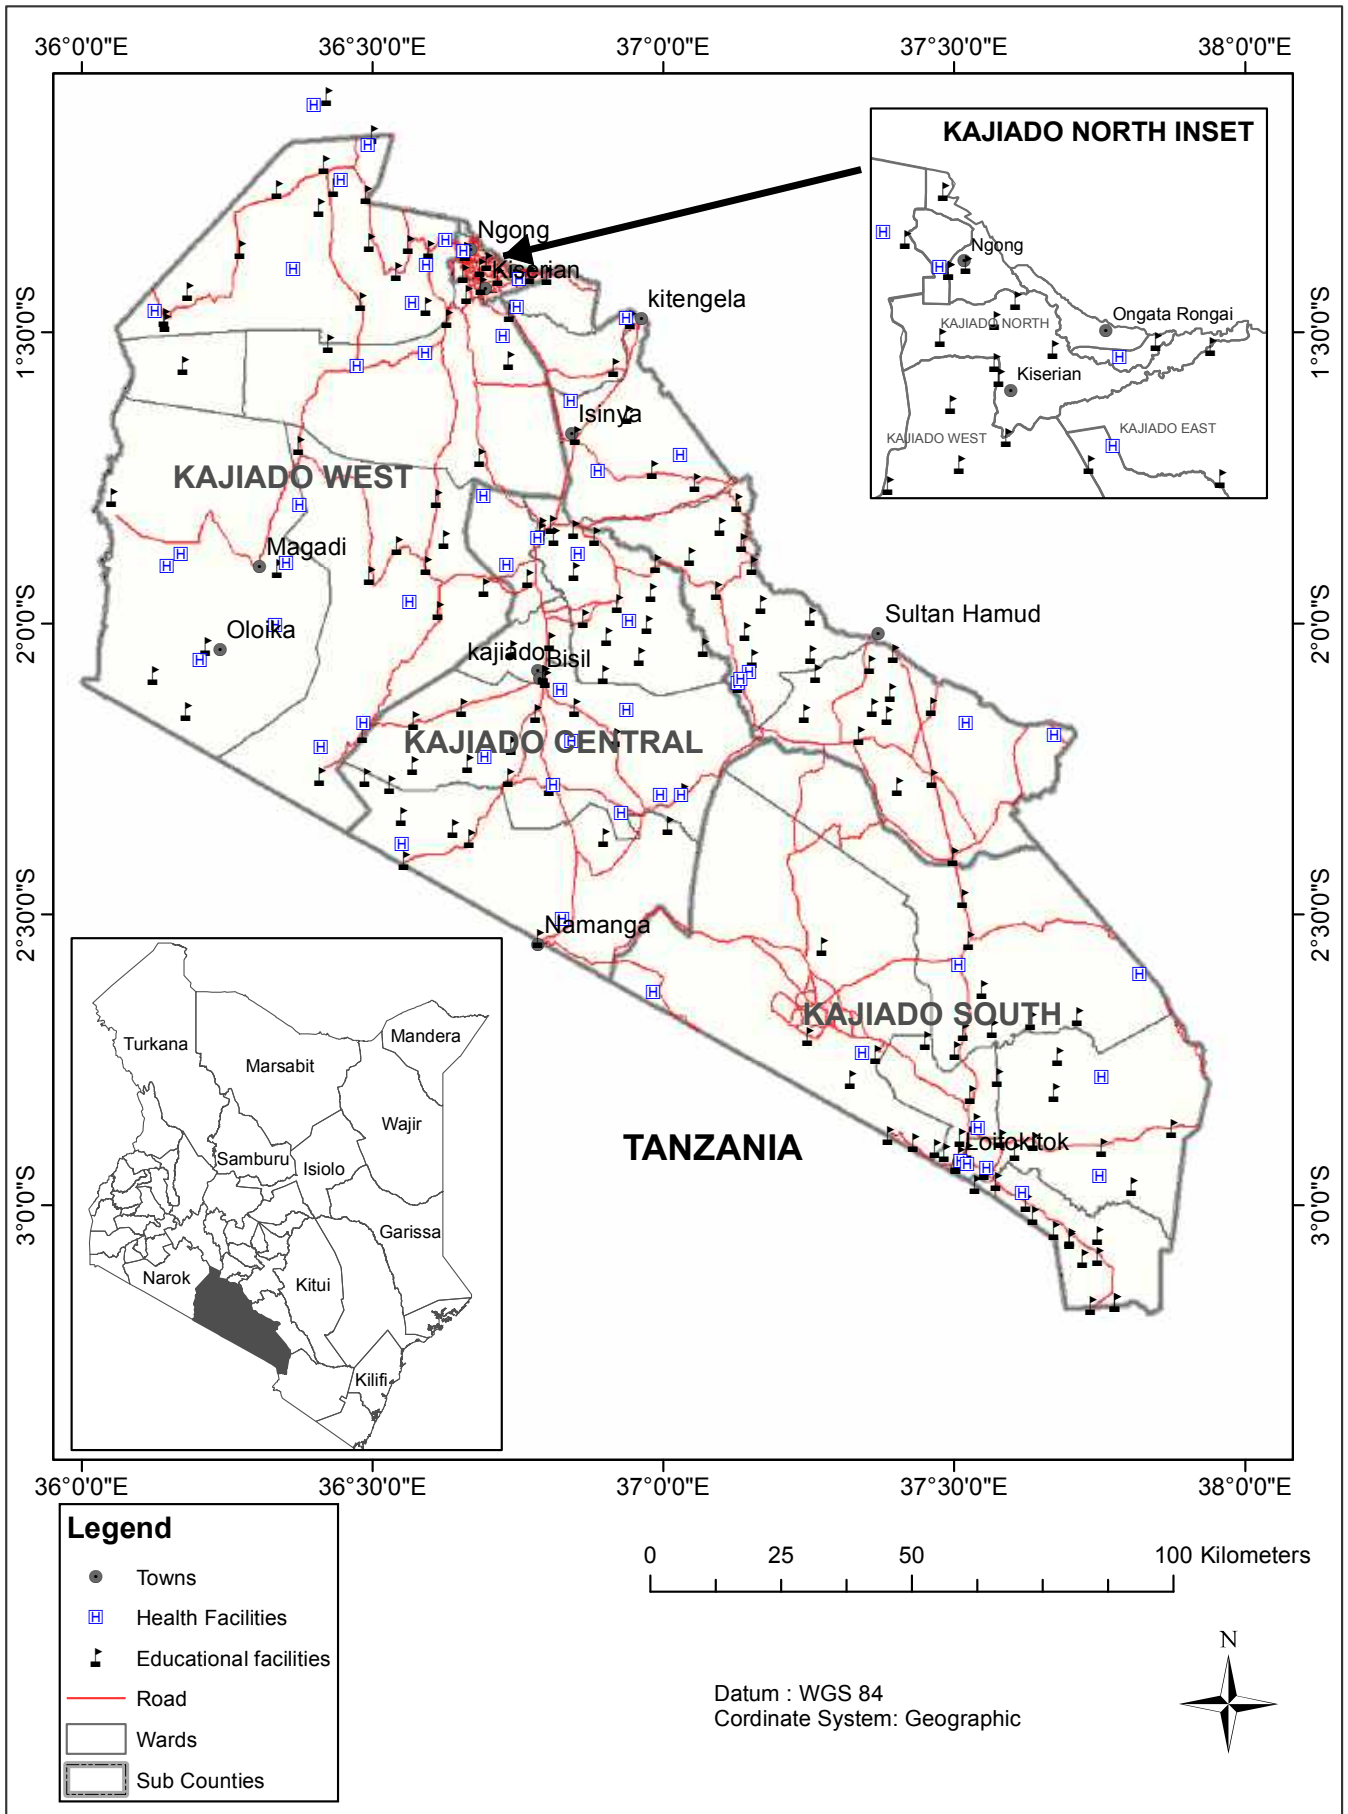 36°0'0"E
36°30'0"E
37°0'0"E
37°30'0"E
38°0'0"E
KAJIADO NORTH INSET
Ngong
Ongata Rongai
KAJIADO NORTH
Kiserian
KAJIADO EAST
KAJIADO WEST
Ngong
Kiserian
kitengela
1°30'0"S
1°30'0"S
Isinya
KAJIADO WEST
Magadi
Oloika
Sultan Hamud
2°0'0"S
2°0'0"S
kajiado
Bisil
KAJIADO CENTRAL
Namanga
2°30'0"S
2°30'0"S
KAJIADO SOUTH
TANZANIA
Loitokitok
3°0'0"S
3°0'0"S
Turkana
Mandera
Marsabit
Wajir
Samburu
Isiolo
Garissa
Narok
Kitui
Kilifi
36°0'0"E
36°30'0"E
37°0'0"E
37°30'0"E
38°0'0"E
Legend
Towns
H Health Facilities
Educational facilities
Road
Wards
Sub Counties
0 25 50 100 Kilometers
N
Datum : WGS 84
Cordinate System: Geographic